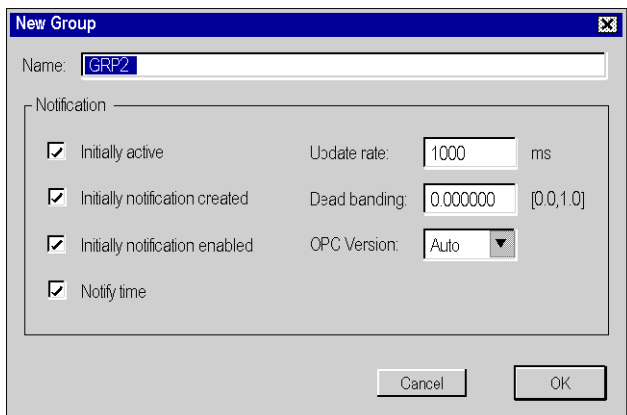 New Group
Name: GRP2
Notification
Initially active Update rate: 1000 ms
Initially notification created Dead banding: 0.000000 [0.0,1.0]
Initially notification enabled OPC Version: Auto
Notify time
Cancel OK